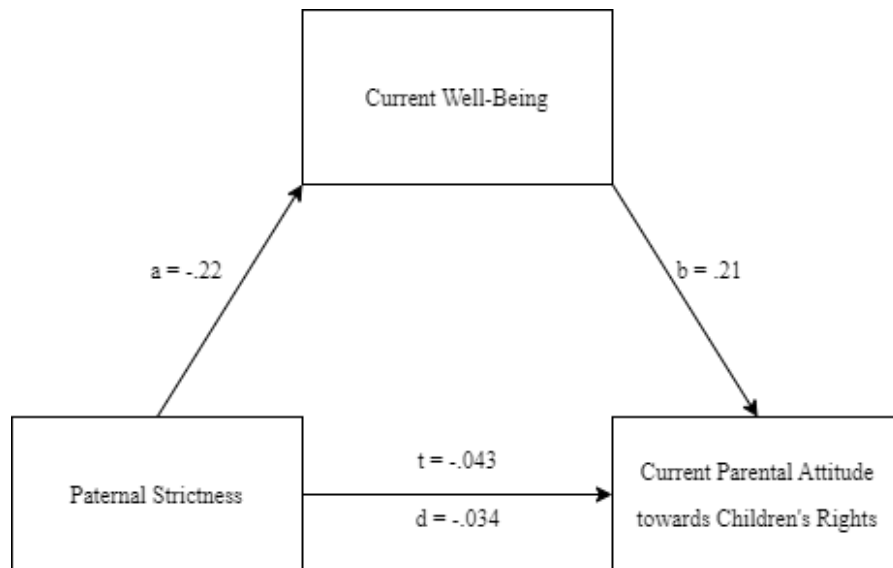 Current Well-Being
a = -.22
b = .21
Paternal Strictness
t = -.043
d = -.034
Current Parental Attitude
towards Children's Rights